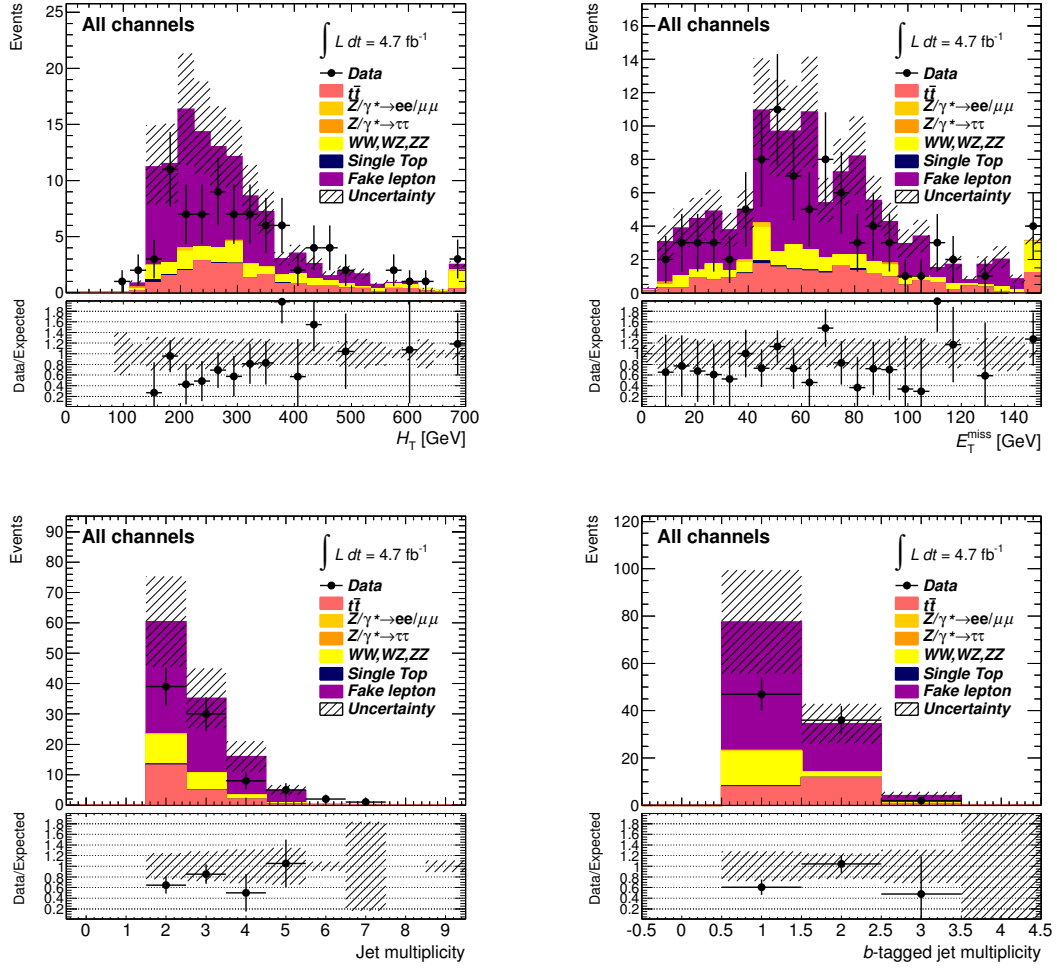 Events
All channels
∫ L dt = 4.7 fb⁻¹
Data
tt̄
Z/γ*→ee/μμ
Z/γ*→ττ
WW,WZ,ZZ
Single Top
Fake lepton
Uncertainty
25
20
15
10
5
0
Data/Expected
1.8
1.6
1.4
1.2
1
0.8
0.6
0.4
0.2
0 100 200 300 400 500 600 700
H_T [GeV]
Events
All channels
∫ L dt = 4.7 fb⁻¹
Data
tt̄
Z/γ*→ee/μμ
Z/γ*→ττ
WW,WZ,ZZ
Single Top
Fake lepton
Uncertainty
16
14
12
10
8
6
4
2
0
Data/Expected
1.8
1.6
1.4
1.2
1
0.8
0.6
0.4
0.2
0 20 40 60 80 100 120 140
E_T^miss [GeV]
Events
All channels
∫ L dt = 4.7 fb⁻¹
Data
tt̄
Z/γ*→ee/μμ
Z/γ*→ττ
WW,WZ,ZZ
Single Top
Fake lepton
Uncertainty
90
80
70
60
50
40
30
20
10
0
Data/Expected
1.8
1.6
1.4
1.2
1
0.8
0.6
0.4
0.2
0 1 2 3 4 5 6 7 8 9
Jet multiplicity
Events
All channels
∫ L dt = 4.7 fb⁻¹
Data
tt̄
Z/γ*→ee/μμ
Z/γ*→ττ
WW,WZ,ZZ
Single Top
Fake lepton
Uncertainty
120
100
80
60
40
20
0
Data/Expected
1.8
1.6
1.4
1.2
1
0.8
0.6
0.4
0.2
-0.5 0 0.5 1 1.5 2 2.5 3 3.5 4 4.5
b-tagged jet multiplicity